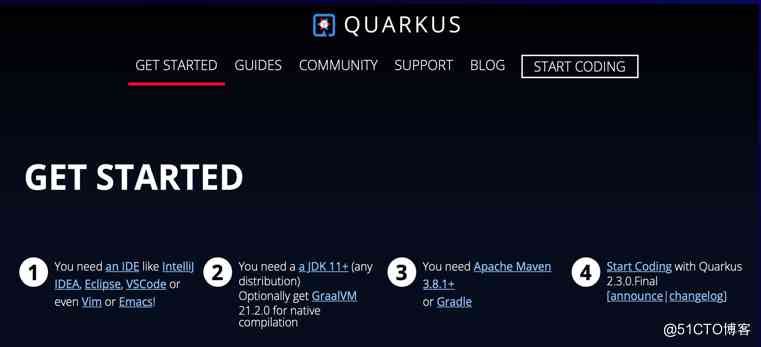 QUARKUS
GET STARTED GUIDES COMMUNITY SUPPORT BLOG START CODING
GET STARTED
1
You need an IDE like IntelliJ
IDEA, Eclipse, VSCode or
even Vim or Emacs!
2
You need a a JDK 11+ (any
distribution)
Optionally get GraalVM
21.2.0 for native
compilation
3
You need Apache Maven
3.8.1+
or Gradle
4
Start Coding with Quarkus
2.3.0.Final
[announce|changelog]
@51CTO博客